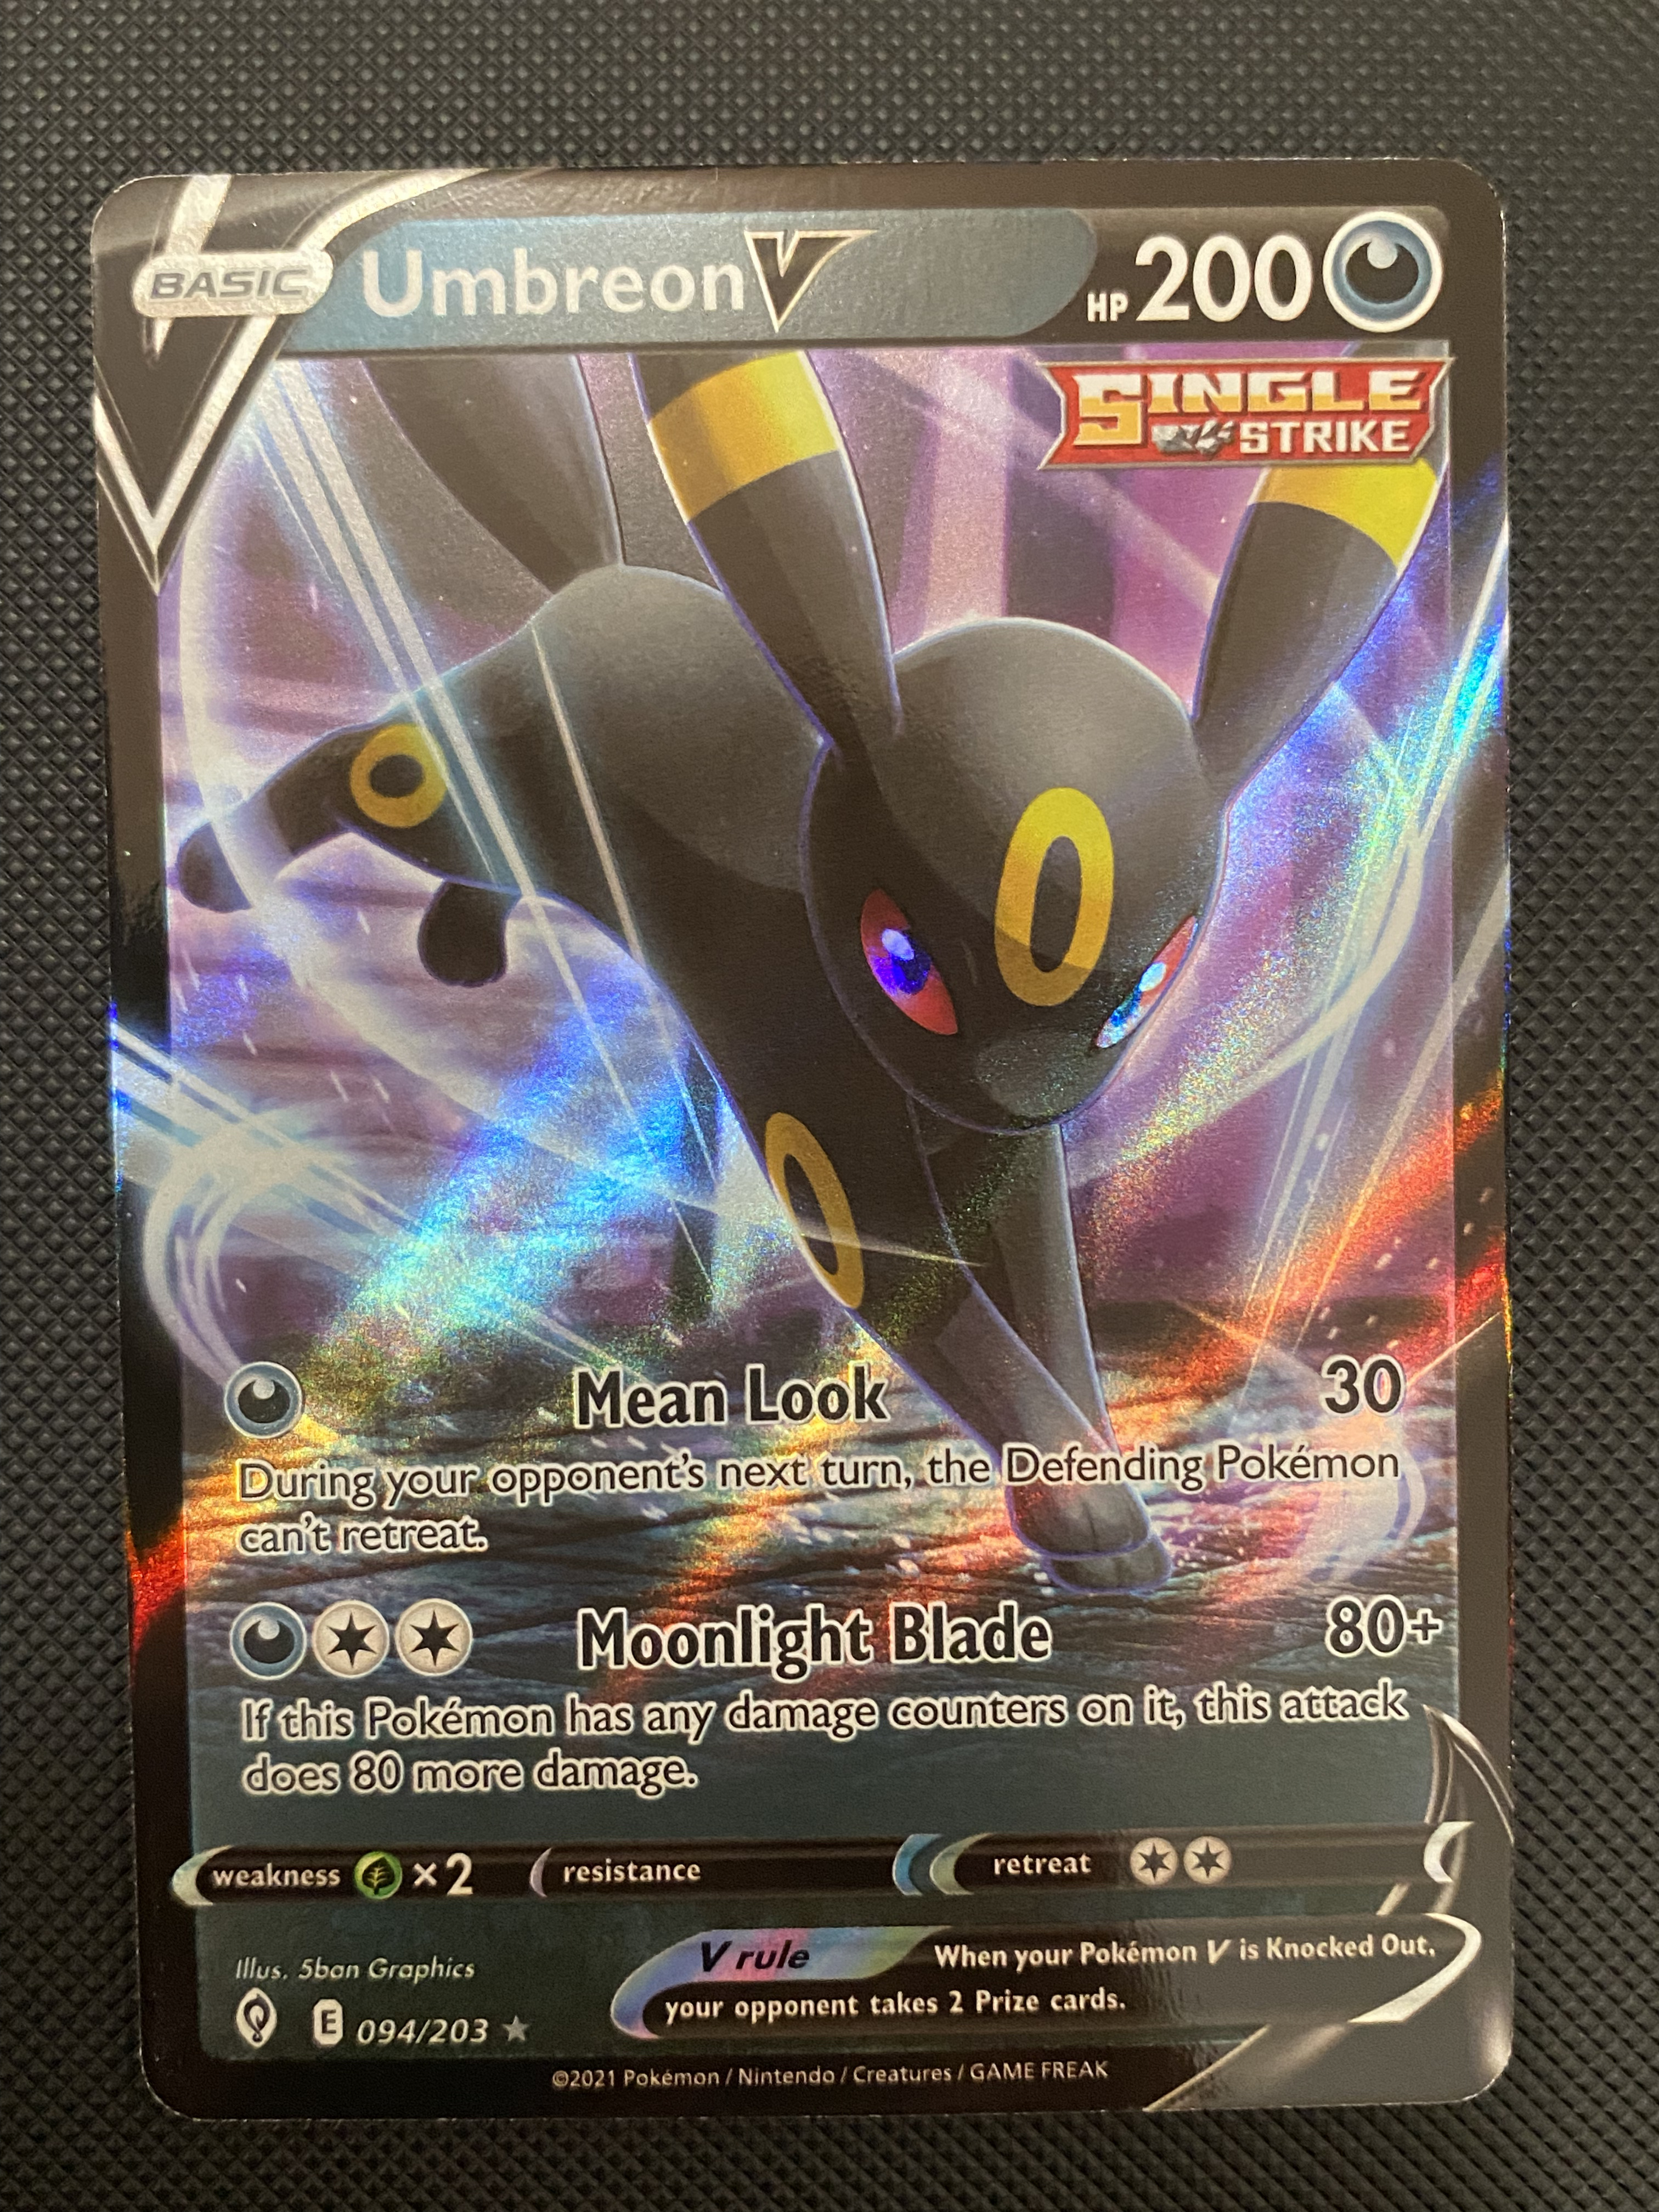 BASIC Umbreon V HP 200
SINGLE
STRIKE
Mean Look 30
During your opponent's next turn, the Defending Pokémon
can't retreat.
Moonlight Blade 80+
If this Pokémon has any damage counters on it, this attack
does 80 more damage.
weakness ×2 resistance retreat
V rule When your Pokémon V is Knocked Out,
your opponent takes 2 Prize cards.
Illus. 5ban Graphics
E 094/203 ★
©2021 Pokémon / Nintendo / Creatures / GAME FREAK